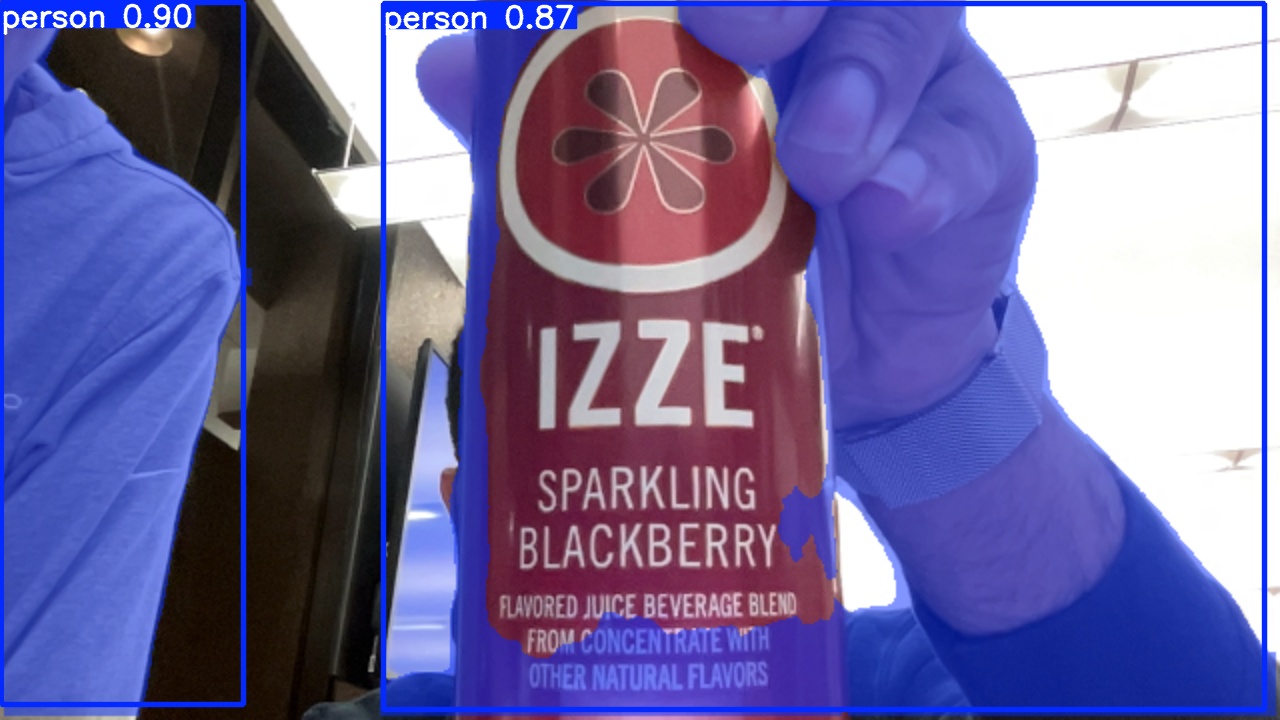 person 0.90
person 0.87
IZZE®
SPARKLING
BLACKBERRY
FLAVORED JUICE BEVERAGE BLEND
FROM CONCENTRATE WITH
OTHER NATURAL FLAVORS